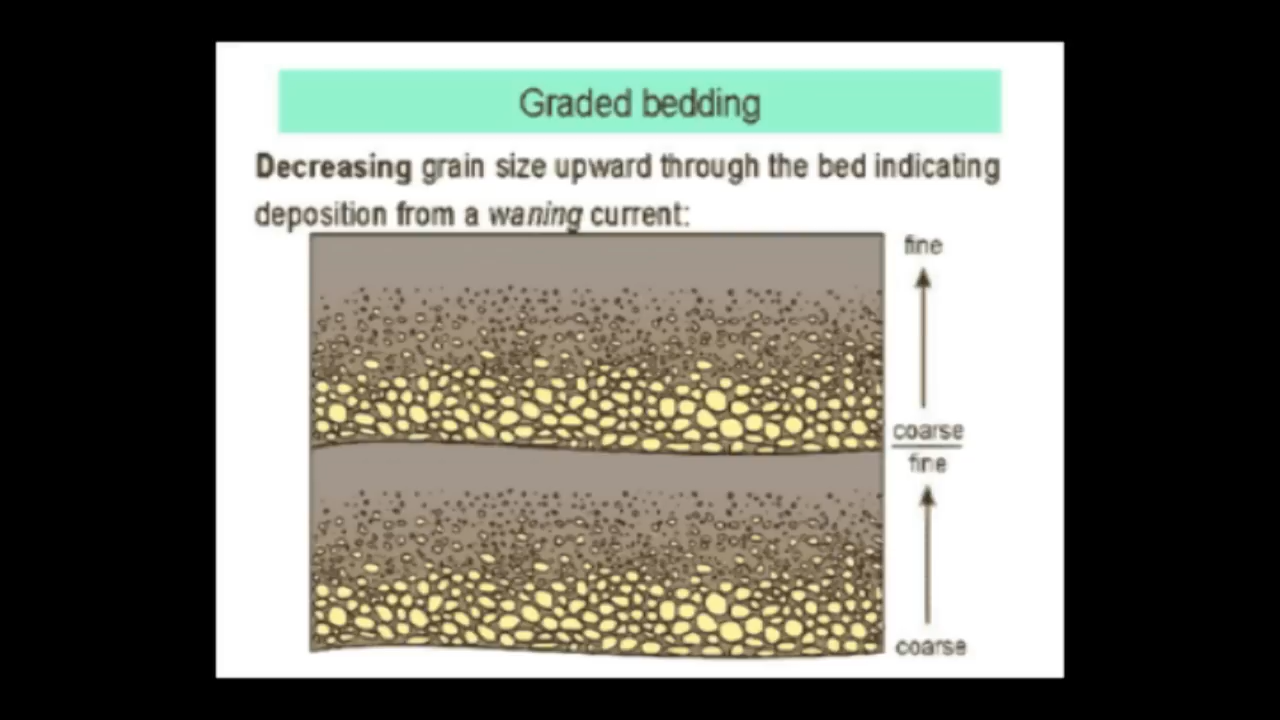 Graded bedding
Decreasing grain size upward through the bed indicating
deposition from a waning current:
fine
coarse
fine
coarse